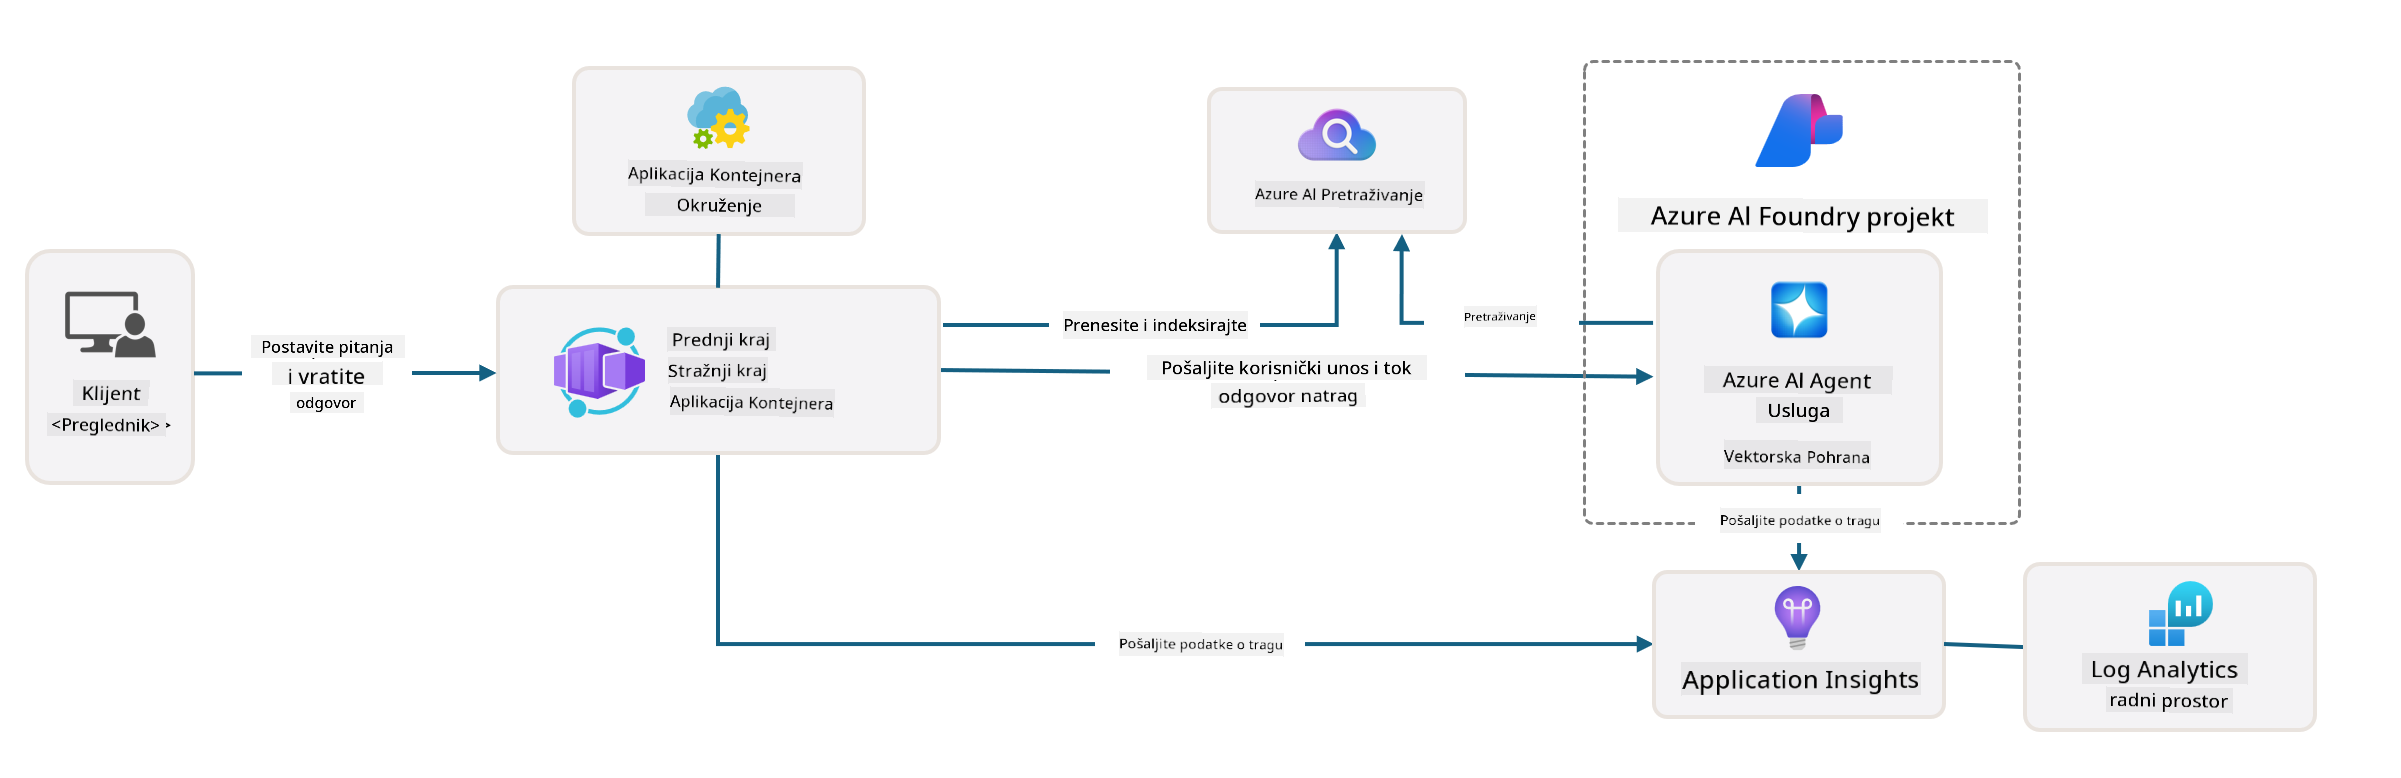 Klijent
<Preglednik>
Postavite pitanja
i vratite
odgovor
Aplikacija Kontejnera
Okruženje
Prednji kraj
Stražnji kraj
Aplikacija Kontejnera
Prenesite i indeksirajte
Pošaljite korisnički unos i tok
odgovor natrag
Azure AI Pretraživanje
Pretraživanje
Azure AI Foundry projekt
Azure AI Agent
Usluga
Vektorska Pohrana
Pošaljite podatke o tragu
Pošaljite podatke o tragu
Application Insights
Log Analytics
radni prostor